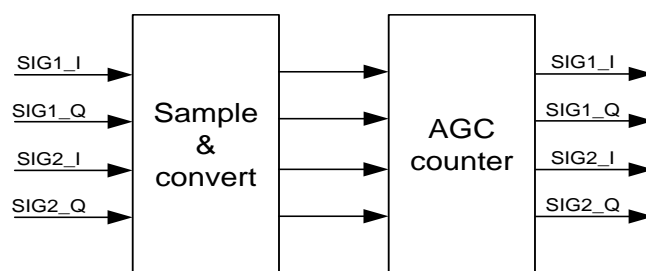 SIG1_I
SIG1_Q
SIG2_I
SIG2_Q
Sample
&
convert
AGC
counter
SIG1_I
SIG1_Q
SIG2_I
SIG2_Q